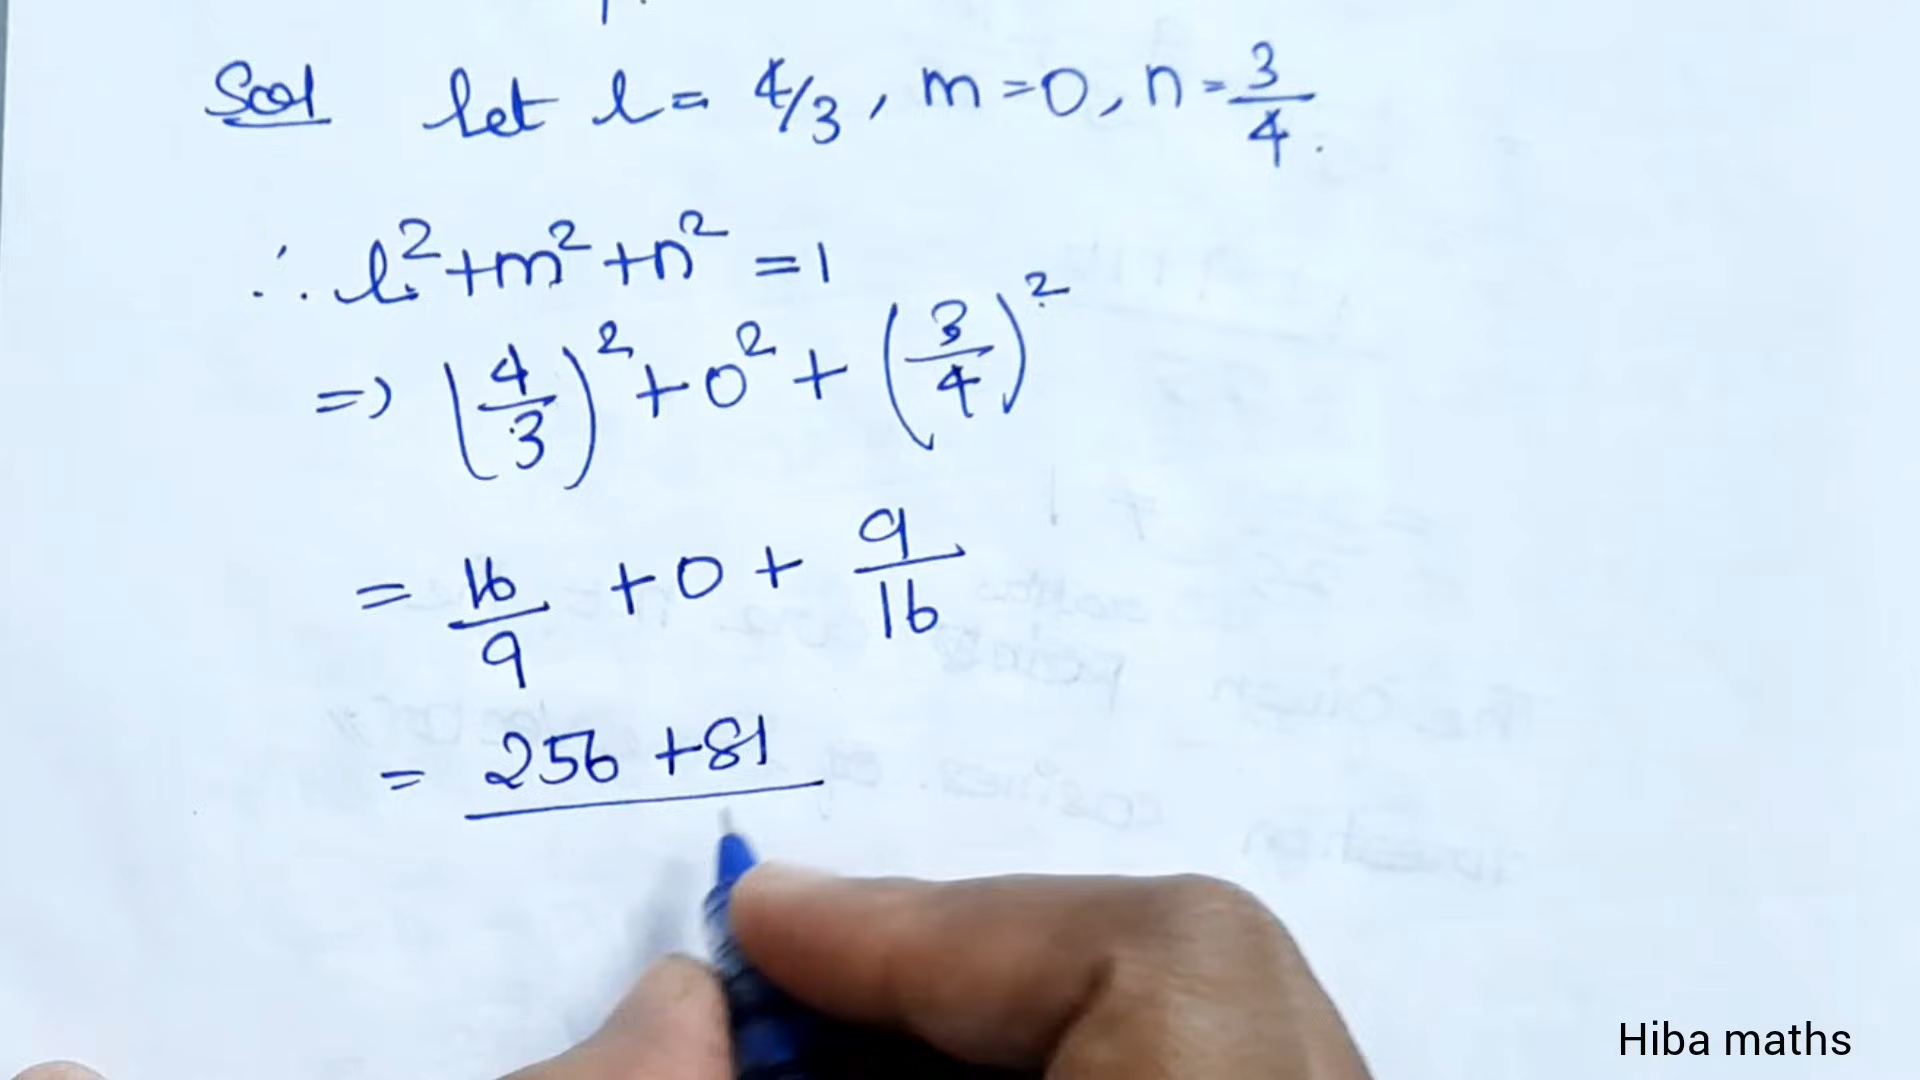 Sol let l = 4/3, m = 0, n = 3/4.
∴ l² + m² + n² = 1
=> (4/3)² + 0² + (3/4)²
= 16/9 + 0 + 9/16
= 256 + 81
Hiba maths